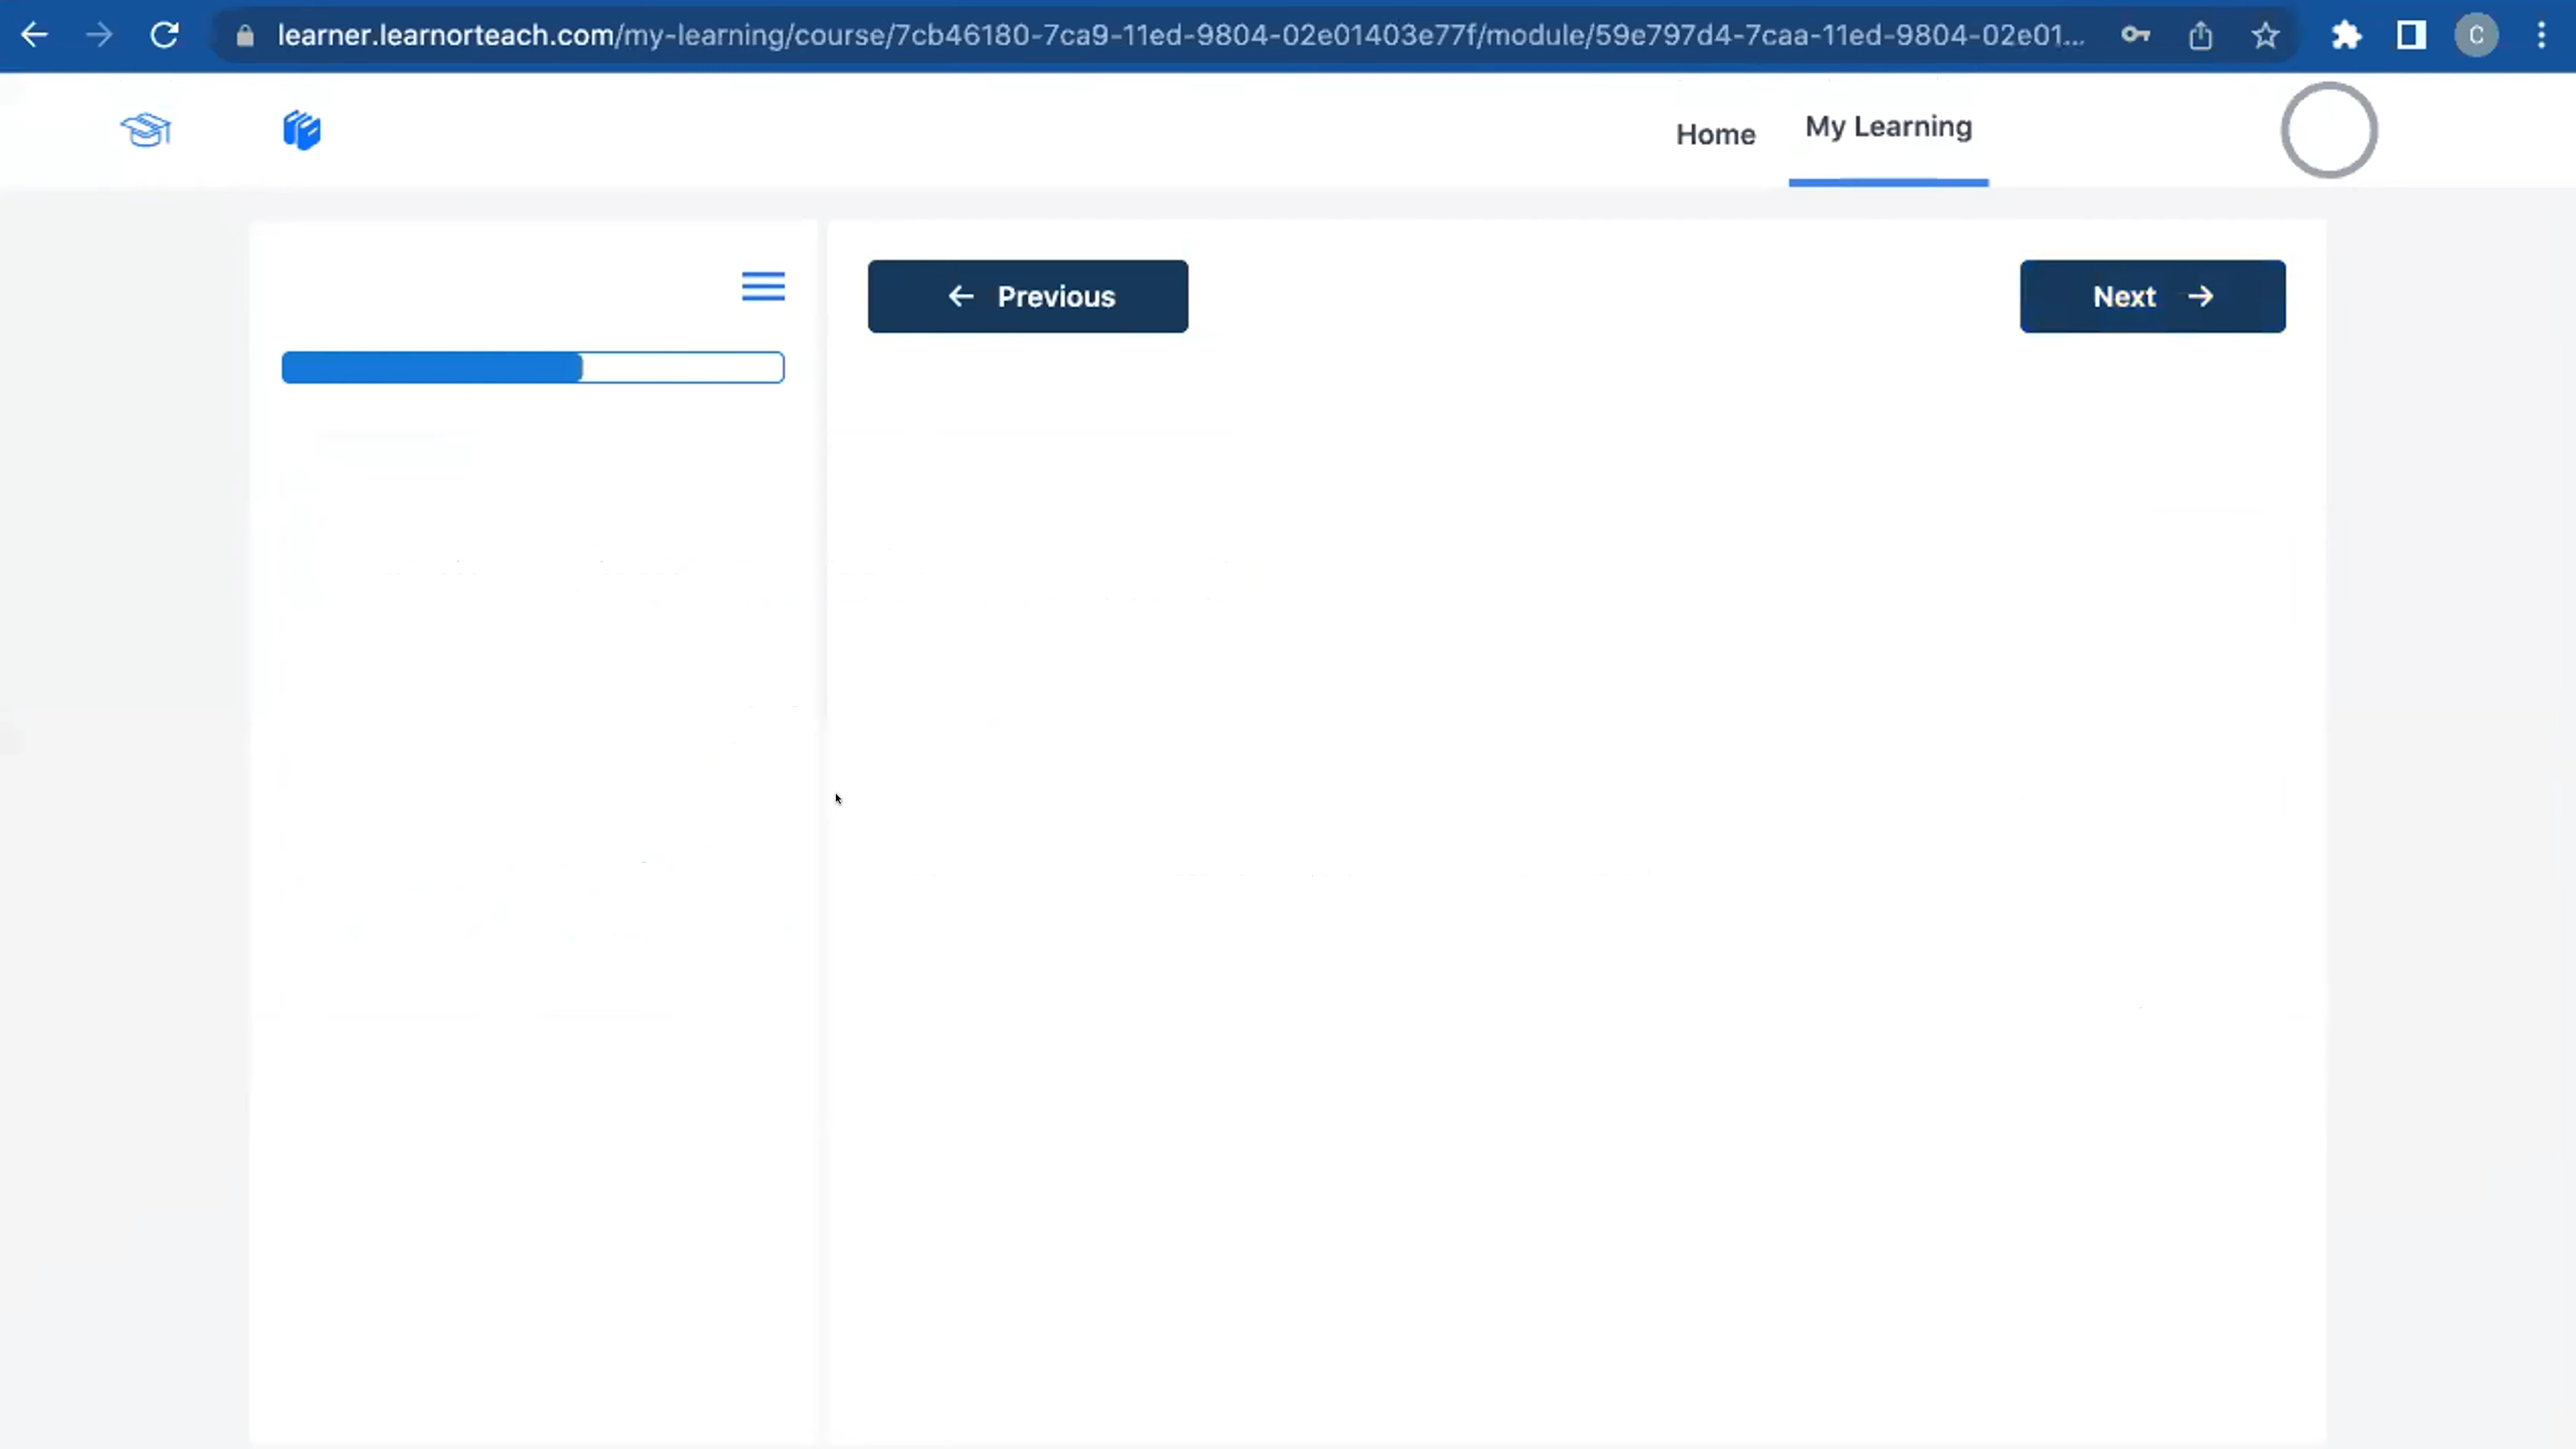 learner.learnorteach.com/my-learning/course/7cb46180-7ca9-11ed-9804-02e01403e77f/module/59e797d4-7caa-11ed-9804-02e01...
C
Home My Learning
← Previous
Next →